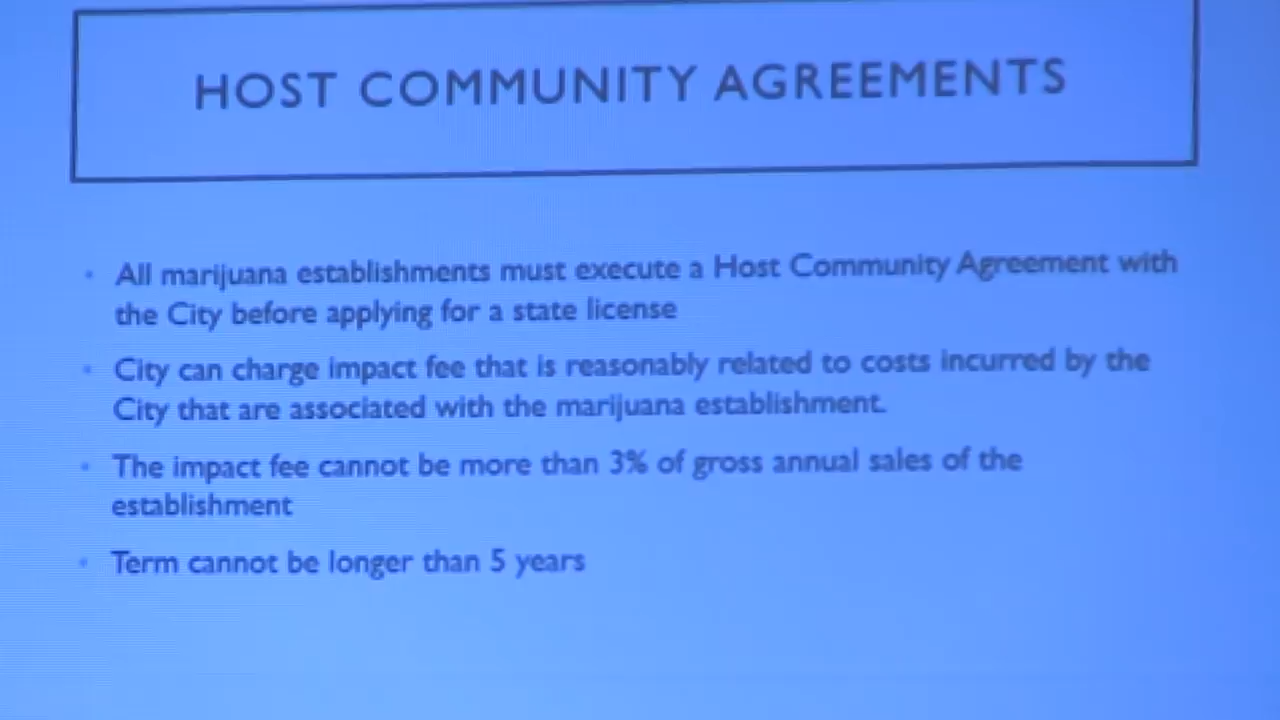 HOST COMMUNITY AGREEMENTS
• All marijuana establishments must execute a Host Community Agreement with
the City before applying for a state license
• City can charge impact fee that is reasonably related to costs incurred by the
City that are associated with the marijuana establishment.
• The impact fee cannot be more than 3% of gross annual sales of the
establishment
• Term cannot be longer than 5 years